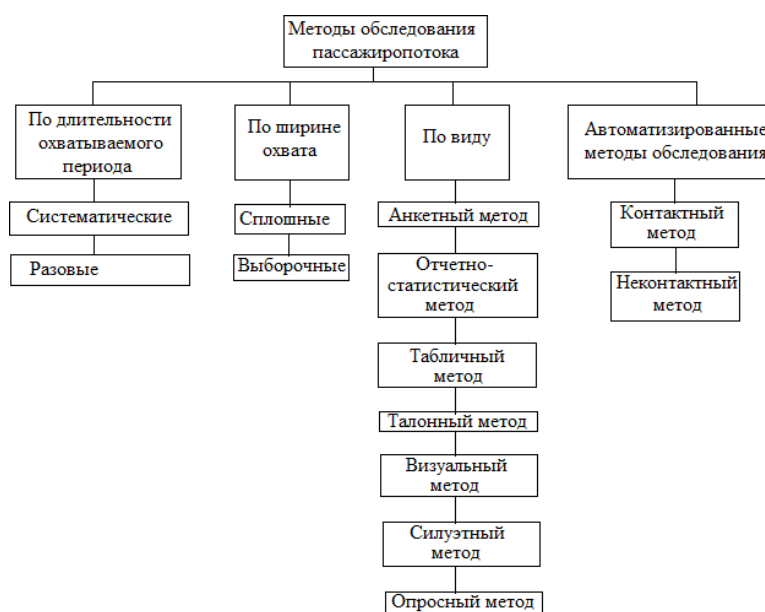 Методы обследования
пассажиропотока
По длительности
охватываемого
периода
Систематические
Разовые
По ширине
охвата
Сплошные
Выборочные
По виду
Анкетный метод
Отчетно-
статистический
метод
Табличный
метод
Талонный метод
Визуальный
метод
Силуэтный
метод
Опросный метод
Автоматизированные
методы обследования
Контактный
метод
Неконтактный
метод